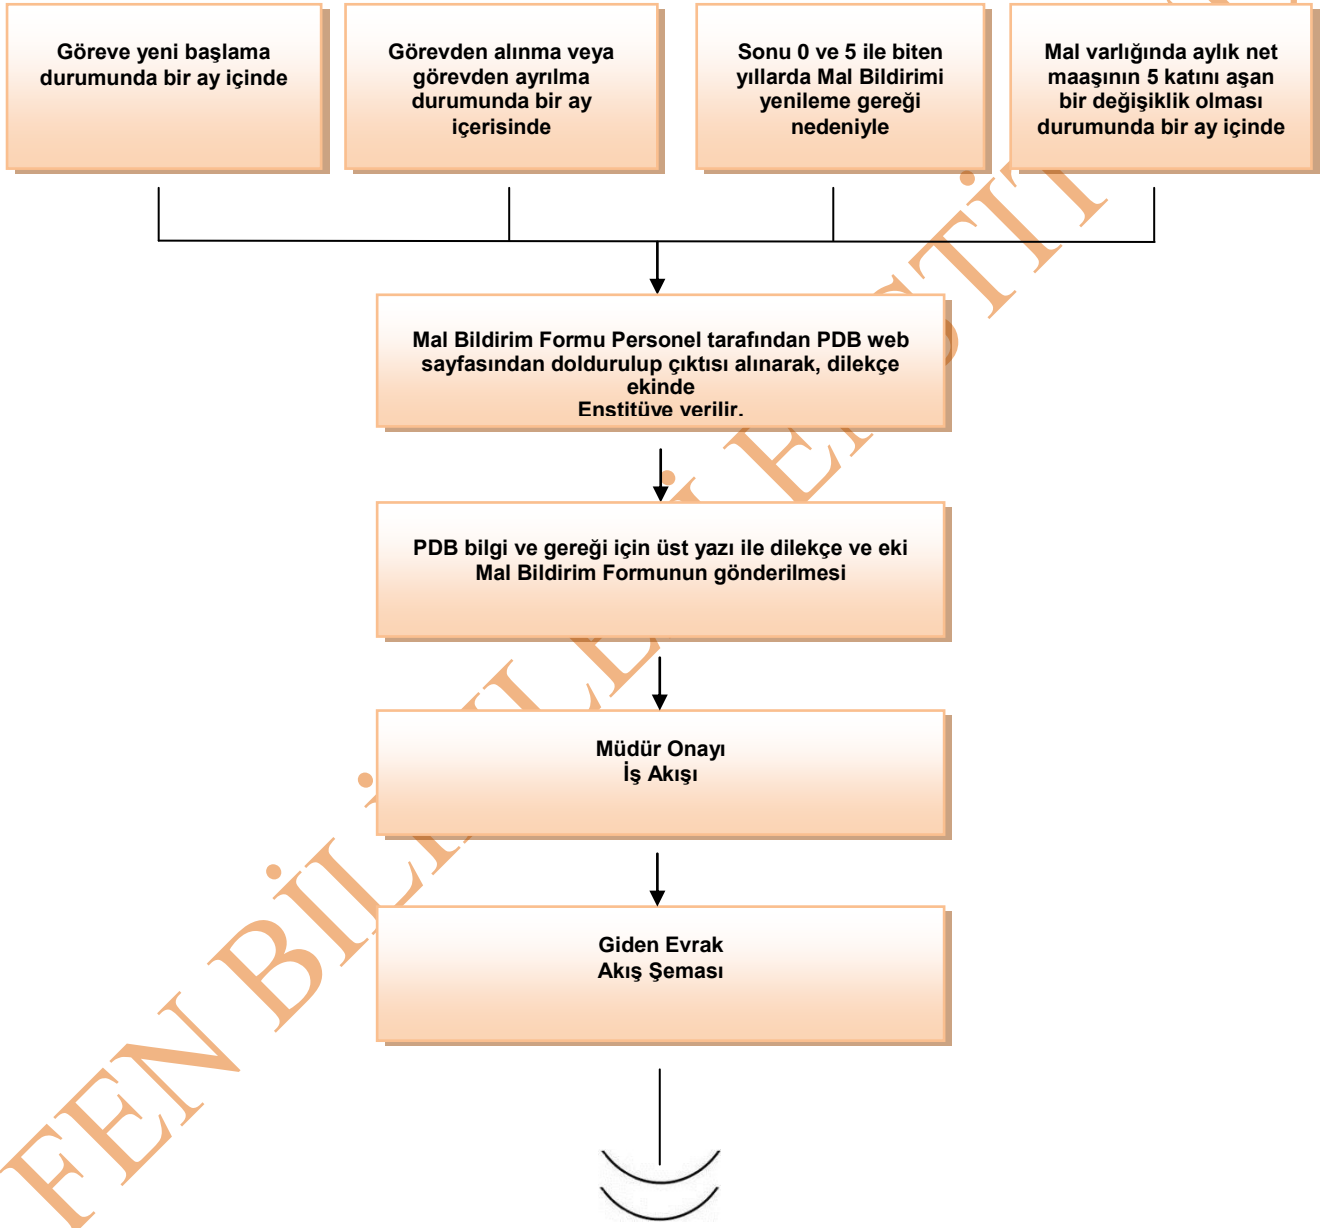 Göreve yeni başlama
durumunda bir ay içinde
Görevden alınma veya
görevden ayrılma
durumunda bir ay
içerisinde
Sonu 0 ve 5 ile biten
yıllarda Mal Bildirimi
yenileme gereği
nedeniyle
Mal varlığında aylık net
maaşının 5 katını aşan
bir değişiklik olması
durumunda bir ay içinde
Mal Bildirim Formu Personel tarafından PDB web
sayfasından doldurulup çıktısı alınarak, dilekçe
ekinde
Enstitüye verilir.
PDB bilgi ve gereği için üst yazı ile dilekçe ve eki
Mal Bildirim Formunun gönderilmesi
Müdür Onayı
İş Akışı
Giden Evrak
Akış Şeması
FEN